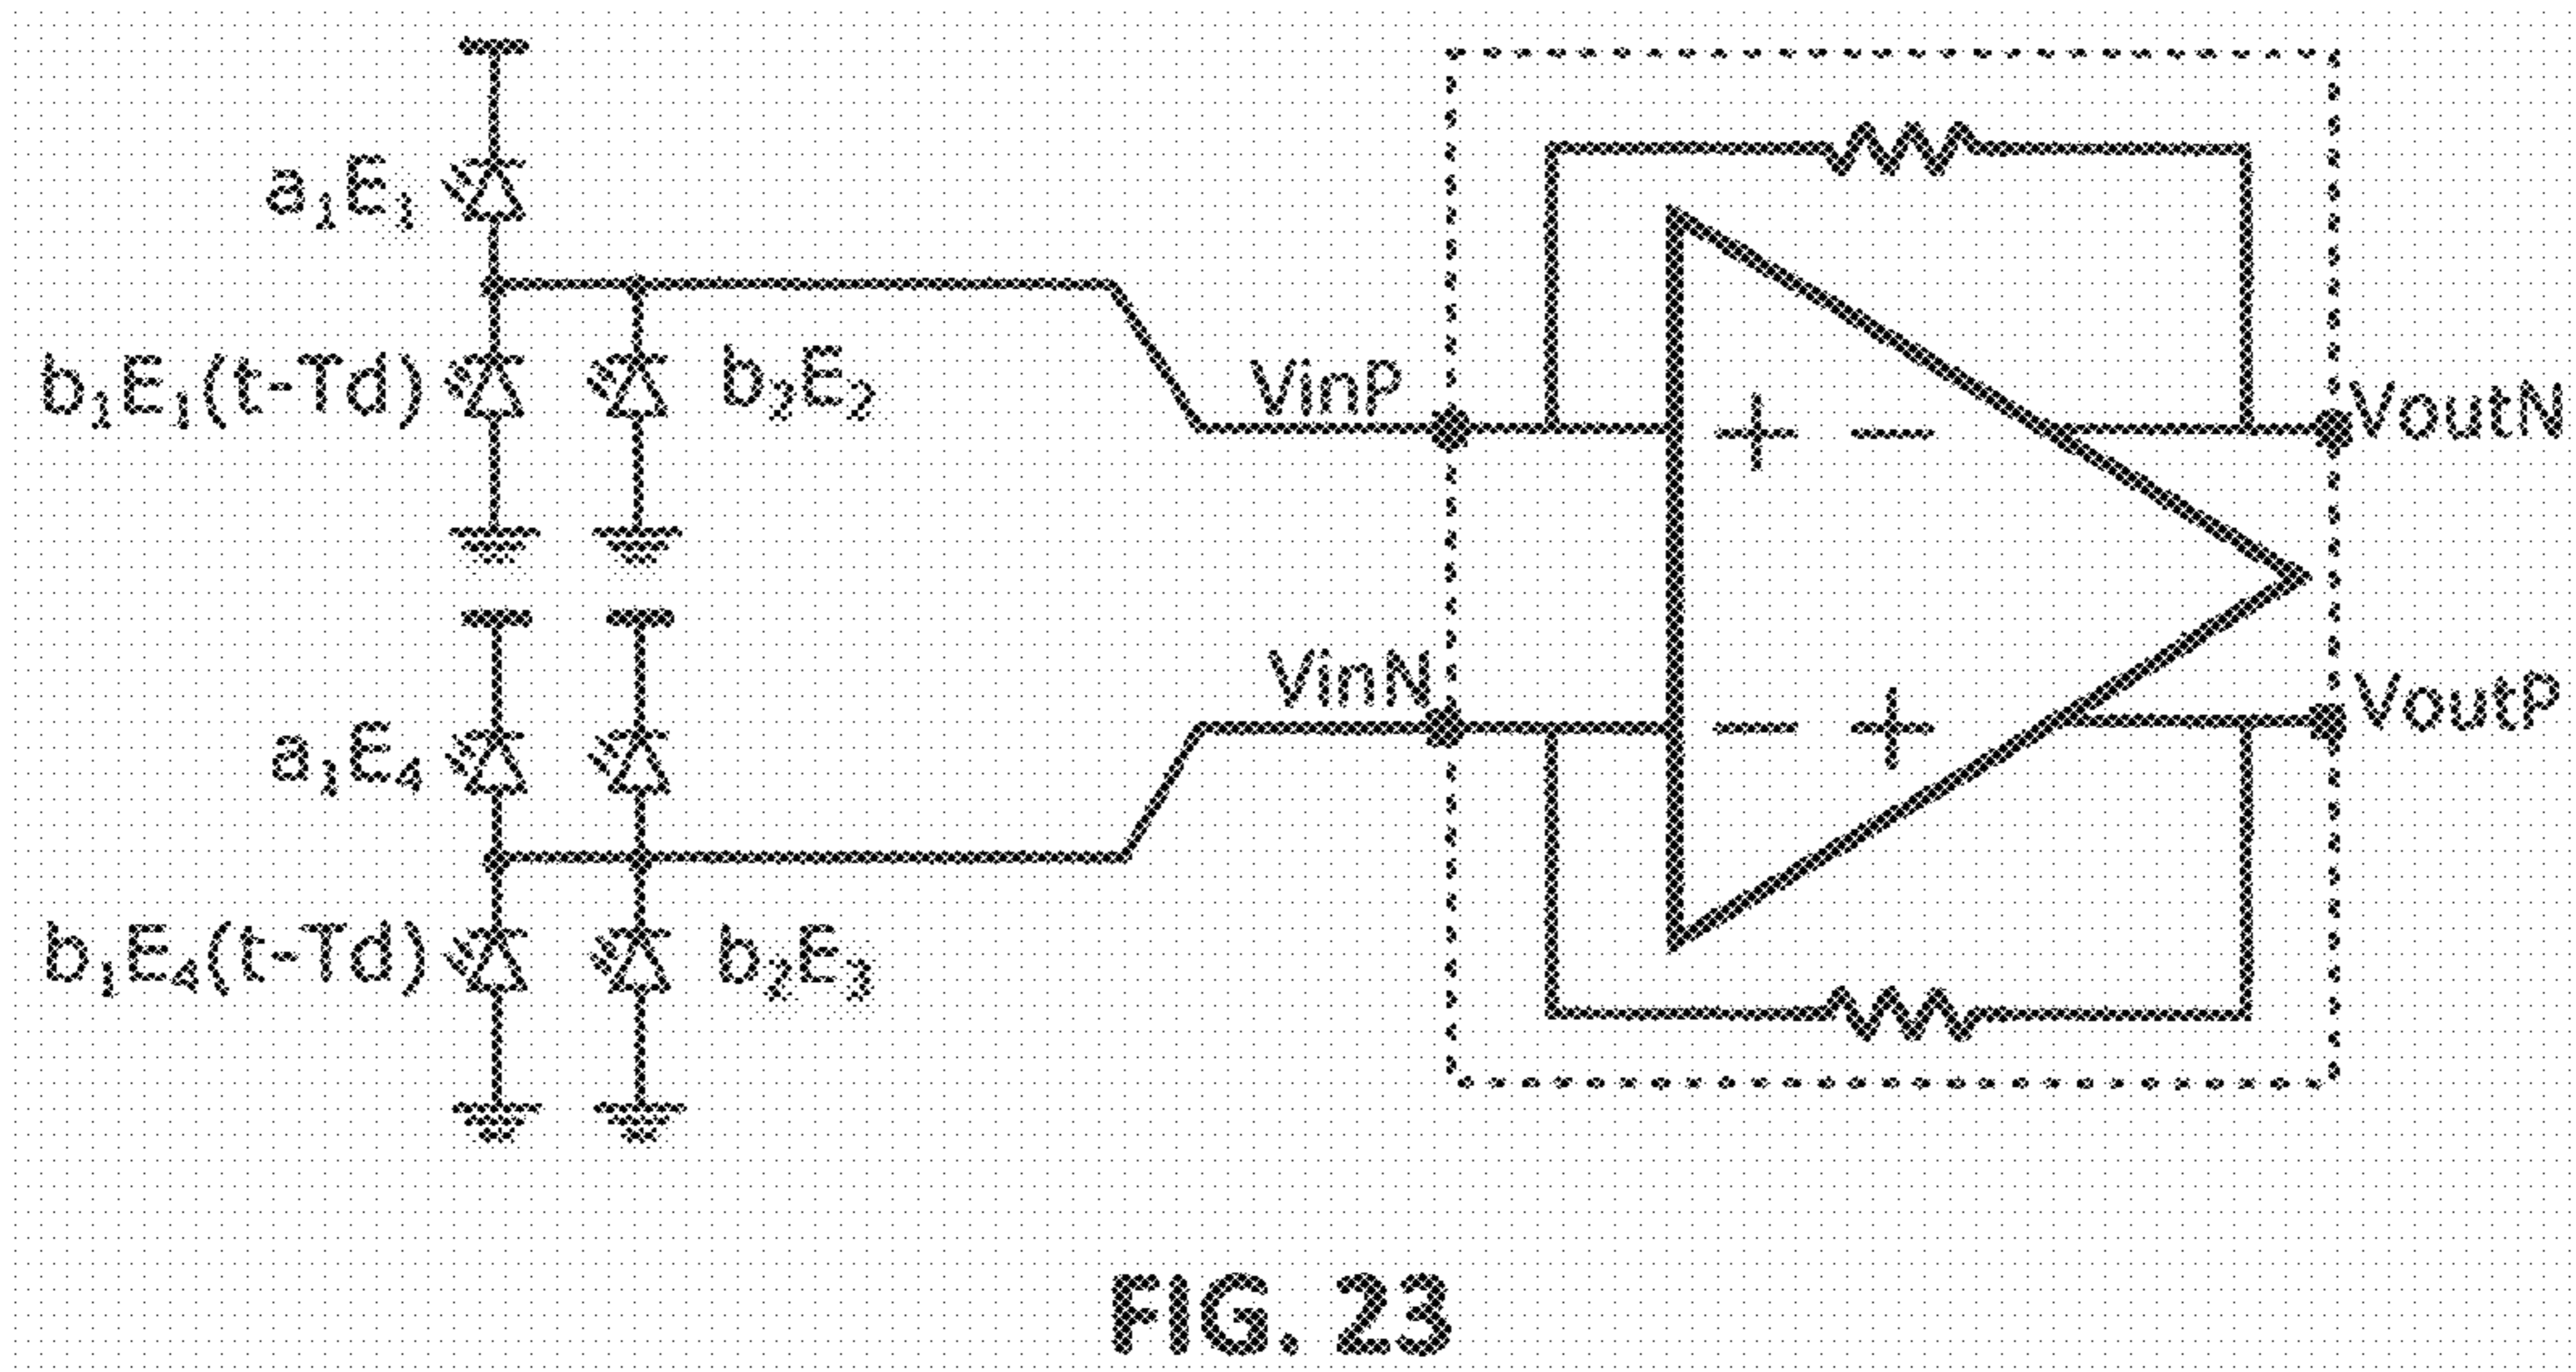 a₁E₁
b₁E₁(t-Td)
b₂E₂
VinP
+ −
VoutN
VinN
− +
VoutP
a₁E₄
b₁E₄(t-Td)
b₂E₃
FIG. 23